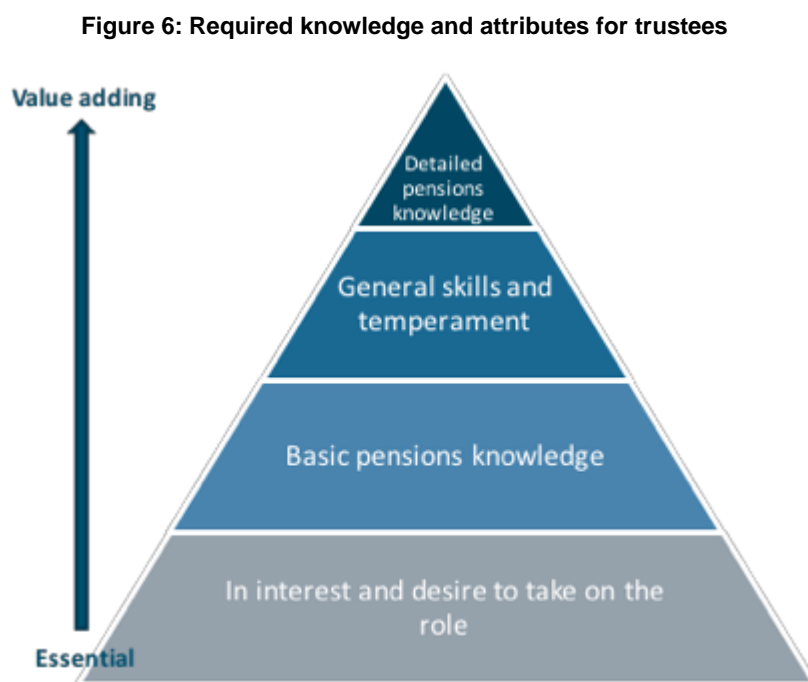 Figure 6: Required knowledge and attributes for trustees
Value adding
Detailed
pensions
knowledge
General skills and
temperament
Basic pensions knowledge
In interest and desire to take on the
role
Essential